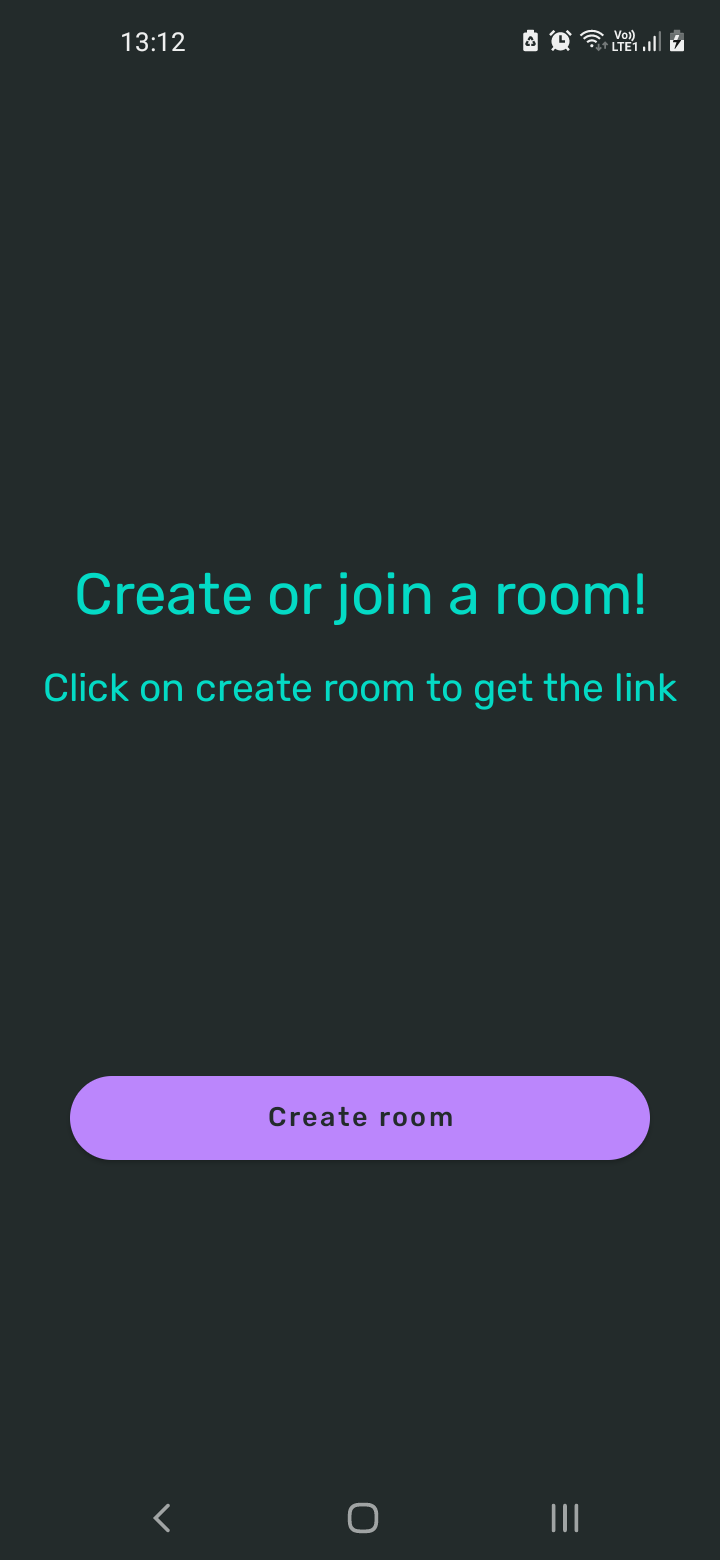 13:12
Vo)) LTE1
Create or join a room!
Click on create room to get the link
Create room